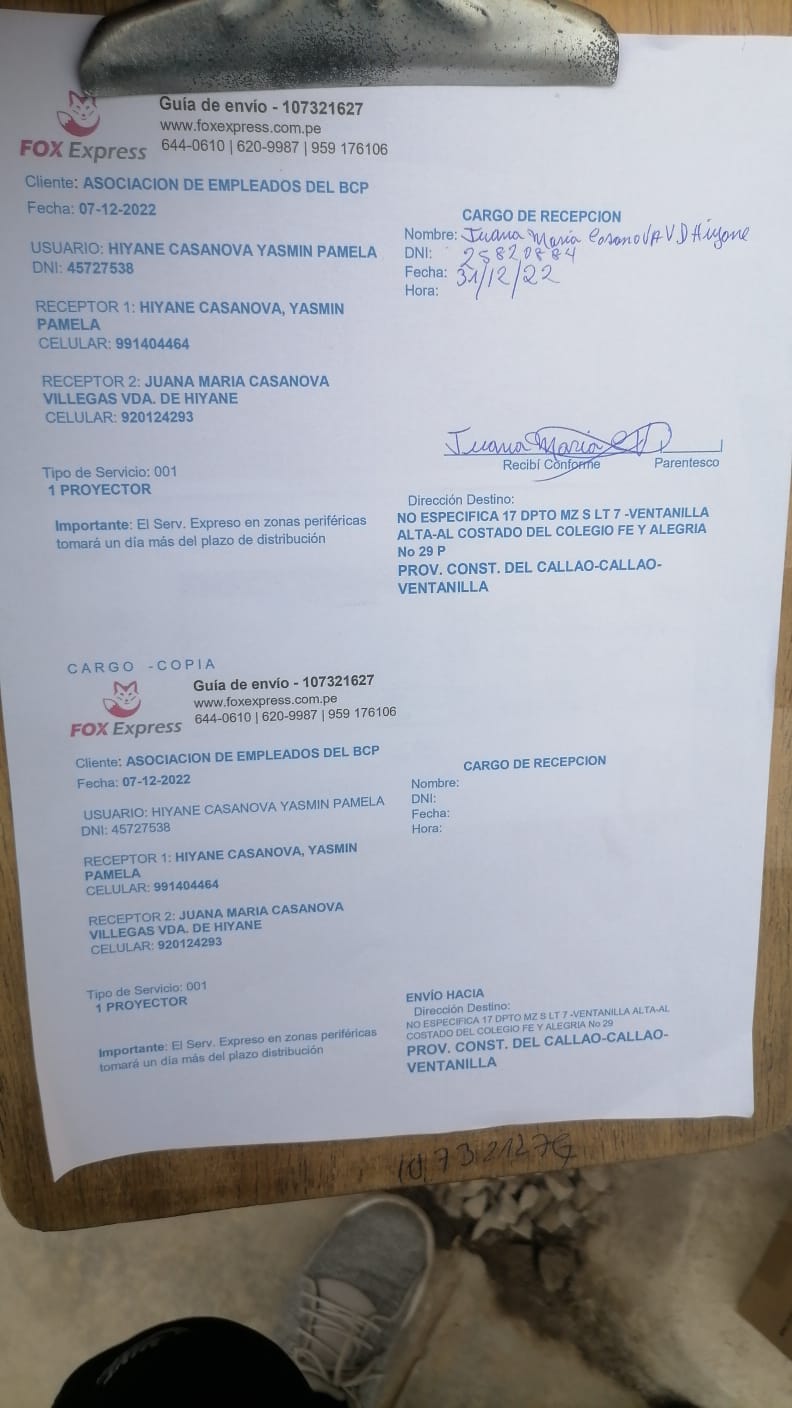 Guía de envío - 107321627
www.foxexpress.com.pe
644-0610 | 620-9987 | 959 176106
FOX Express
Cliente: ASOCIACION DE EMPLEADOS DEL BCP
Fecha: 07-12-2022
USUARIO: HIYANE CASANOVA YASMIN PAMELA
DNI: 45727538
RECEPTOR 1: HIYANE CASANOVA, YASMIN
PAMELA
CELULAR: 991404464
RECEPTOR 2: JUANA MARIA CASANOVA
VILLEGAS VDA. DE HIYANE
CELULAR: 920124293
Tipo de Servicio: 001
1 PROYECTOR
Importante: El Serv. Expreso en zonas periféricas
tomará un día más del plazo de distribución
CARGO DE RECEPCION
Nombre: Juana Maria CasanovA V D Hiyane
DNI: 25820884
Fecha: 31/12/22
Hora:
Juana Maria
Recibí Conforme Parentesco
Dirección Destino:
NO ESPECIFICA 17 DPTO MZ S LT 7 -VENTANILLA
ALTA-AL COSTADO DEL COLEGIO FE Y ALEGRIA
No 29 P
PROV. CONST. DEL CALLAO-CALLAO-
VENTANILLA
CARGO -COPIA
Guía de envío - 107321627
www.foxexpress.com.pe
644-0610 | 620-9987 | 959 176106
FOX Express
Cliente: ASOCIACION DE EMPLEADOS DEL BCP
Fecha: 07-12-2022
USUARIO: HIYANE CASANOVA YASMIN PAMELA
DNI: 45727538
RECEPTOR 1: HIYANE CASANOVA, YASMIN
PAMELA
CELULAR: 991404464
RECEPTOR 2: JUANA MARIA CASANOVA
VILLEGAS VDA. DE HIYANE
CELULAR: 920124293
Tipo de Servicio: 001
1 PROYECTOR
Importante: El Serv. Expreso en zonas periféricas
tomará un día más del plazo distribución
CARGO DE RECEPCION
Nombre:
DNI:
Fecha:
Hora:
ENVÍO HACIA
Dirección Destino:
NO ESPECIFICA 17 DPTO MZ S LT 7 -VENTANILLA ALTA-AL
COSTADO DEL COLEGIO FE Y ALEGRIA No 29
PROV. CONST. DEL CALLAO-CALLAO-
VENTANILLA